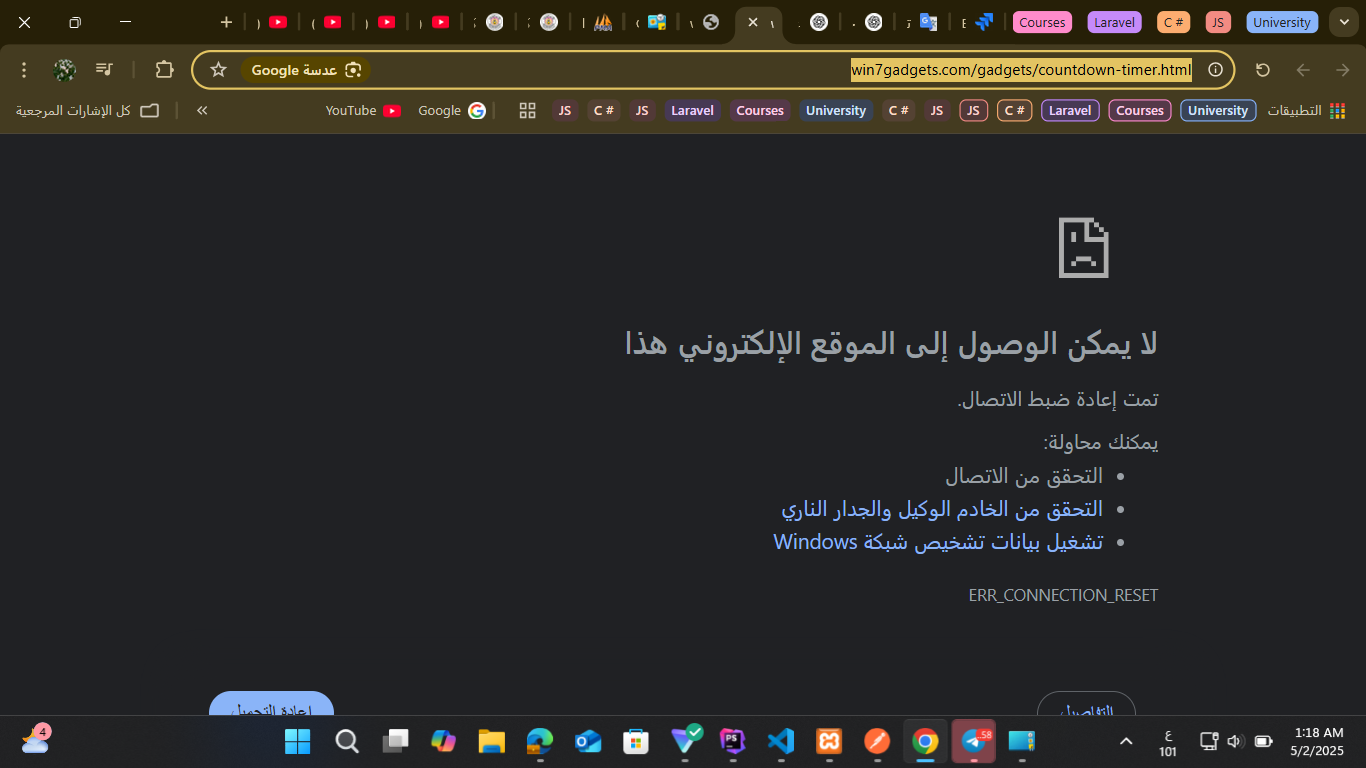 Courses
Laravel
C #
JS
University
عدسة Google
win7gadgets.com/gadgets/countdown-timer.html
التطبيقات
University
Courses
Laravel
C #
JS
JS
C #
University
Courses
Laravel
JS
C #
JS
Google
YouTube
كل الإشارات المرجعية
لا يمكن الوصول إلى الموقع الإلكتروني هذا
تمت إعادة ضبط الاتصال.
يمكنك محاولة:
• التحقق من الاتصال
• التحقق من الخادم الوكيل والجدار الناري
• تشغيل بيانات تشخيص شبكة Windows
ERR_CONNECTION_RESET
التفاصيل
إعادة التحميل
4
PS
58
ع
101
1:18 AM
5/2/2025